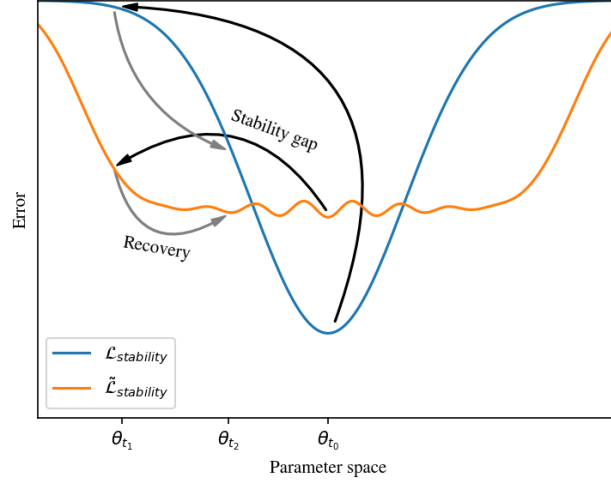 Stability gap
Error
Recovery
ℒ_stability
ℒ̃_stability
θ_t₁ θ_t₂ θ_t₀
Parameter space